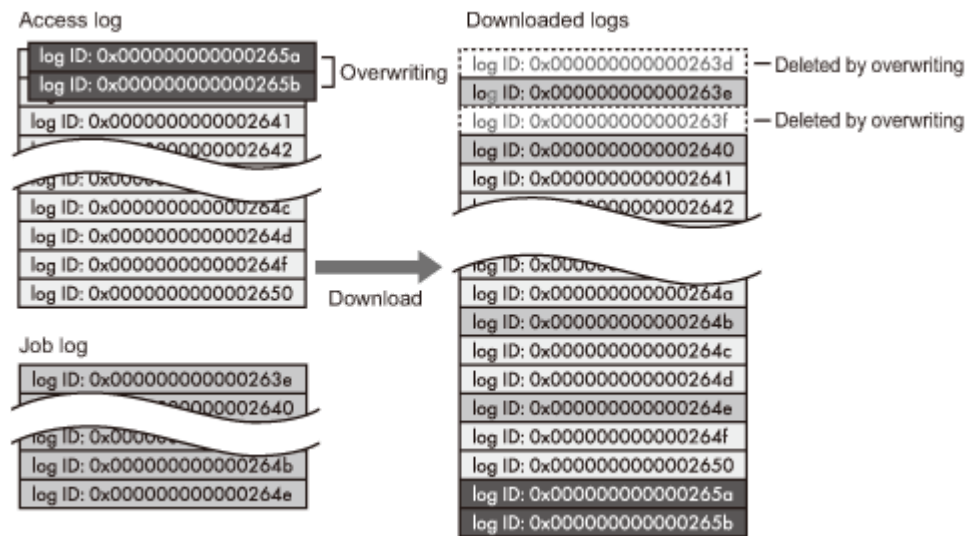 Access log
log ID: 0x000000000000265a
log ID: 0x000000000000265b
Overwriting
log ID: 0x0000000000002641
log ID: 0x000000000000264c
log ID: 0x000000000000264d
log ID: 0x000000000000264f
log ID: 0x0000000000002650
Download
Job log
log ID: 0x000000000000263e
log ID:
log ID: 0x000000000000264b
log ID: 0x000000000000264e
Downloaded logs
log ID: 0x000000000000263d
Deleted by overwriting
log ID: 0x000000000000263e
log ID: 0x000000000000263f
Deleted by overwriting
log ID: 0x0000000000002640
log ID: 0x0000000000002641
log ID:
log ID: 0x000000000000264a
log ID: 0x000000000000264b
log ID: 0x000000000000264c
log ID: 0x000000000000264d
log ID: 0x000000000000264e
log ID: 0x000000000000264f
log ID: 0x0000000000002650
log ID: 0x000000000000265a
log ID: 0x000000000000265b